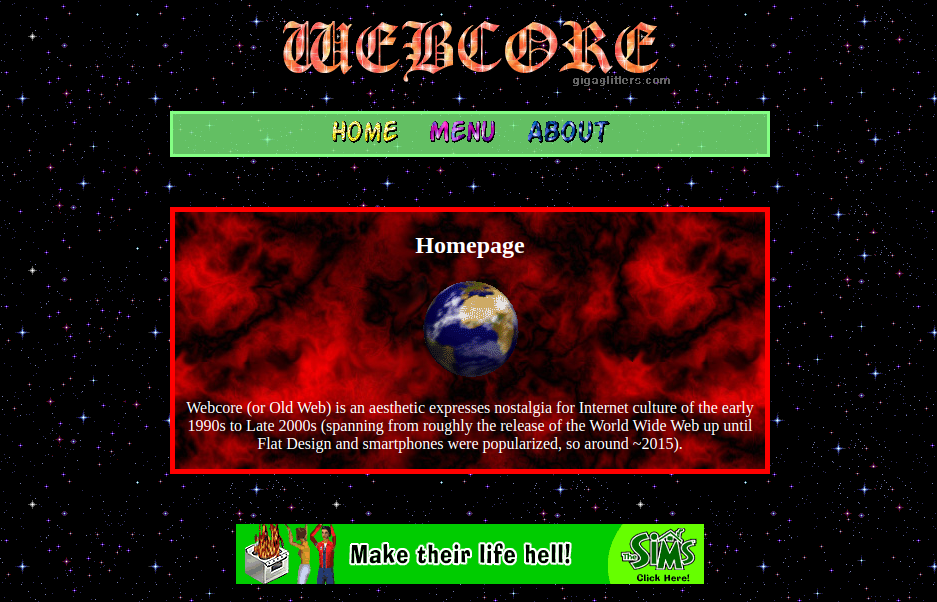 WEBCORE
gigaglitters.com
HOME MENU ABOUT
Homepage
Webcore (or Old Web) is an aesthetic expresses nostalgia for Internet culture of the early
1990s to Late 2000s (spanning from roughly the release of the World Wide Web up until
Flat Design and smartphones were popularized, so around ~2015).
Make their life hell!
The SIMS
Click Here!